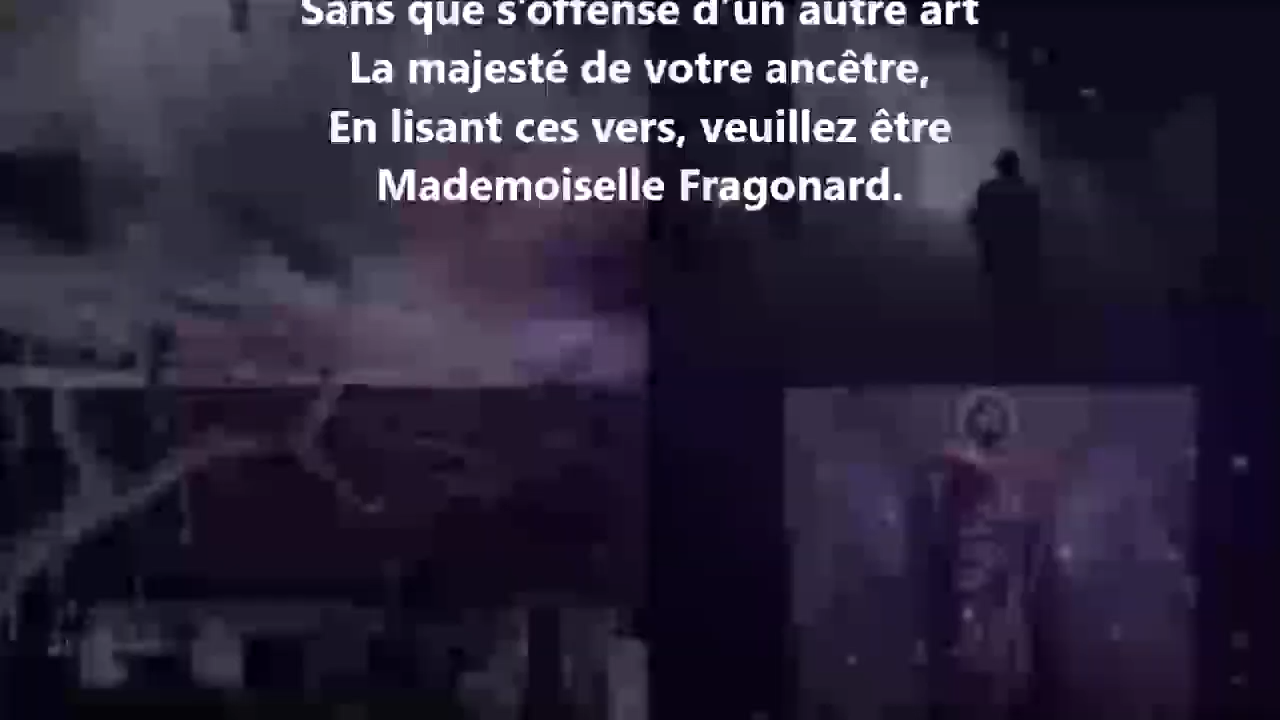 Sans que s'offense d'un autre art
La majesté de votre ancêtre,
En lisant ces vers, veuillez être
Mademoiselle Fragonard.